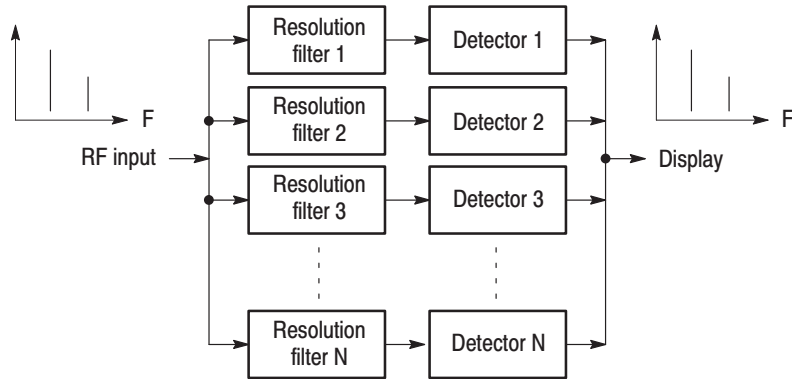 Resolution
filter 1
Detector 1
F
F
Resolution
filter 2
Detector 2
RF input
Display
Resolution
filter 3
Detector 3
Resolution
filter N
Detector N